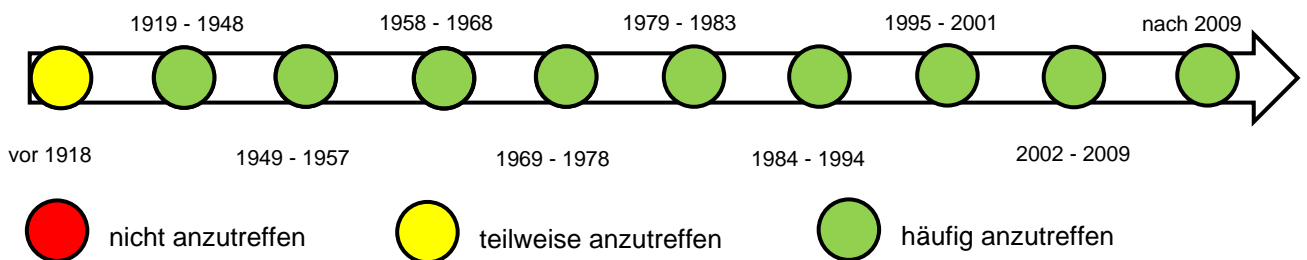 1919 - 1948 1958 - 1968 1979 - 1983 1995 - 2001 nach 2009
vor 1918 1949 - 1957 1969 - 1978 1984 - 1994 2002 - 2009
nicht anzutreffen teilweise anzutreffen häufig anzutreffen